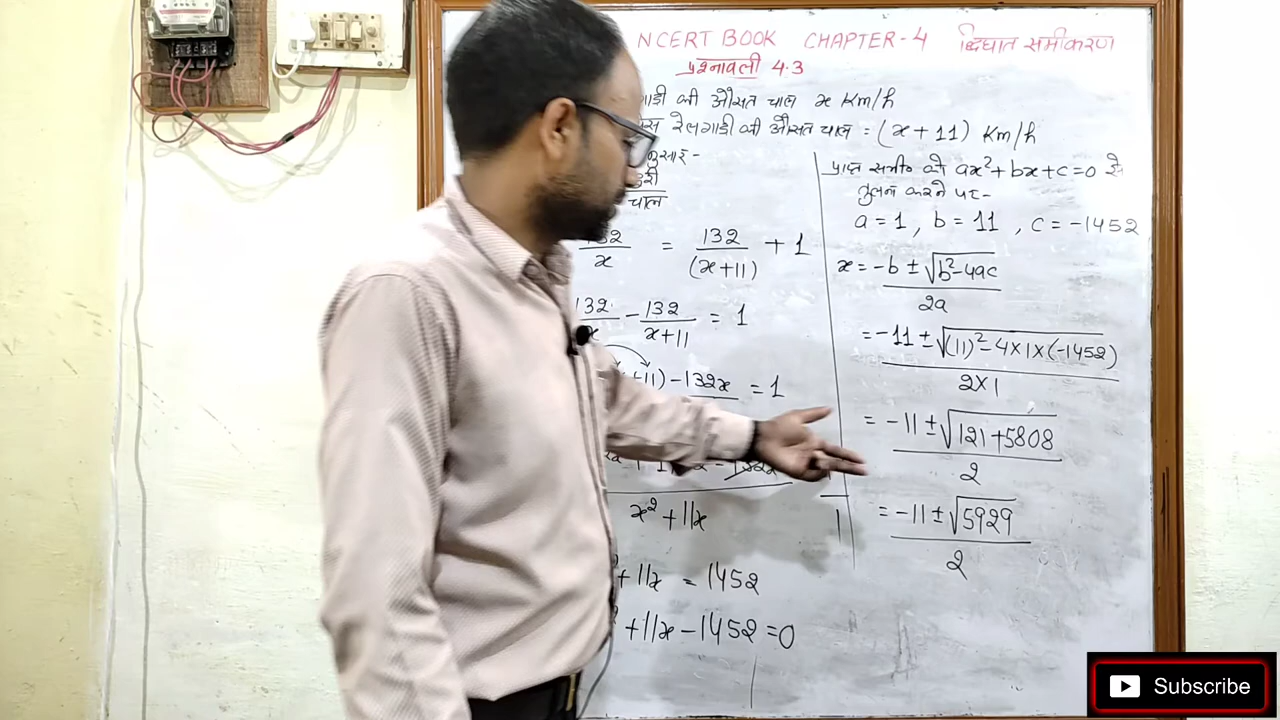 NCERT BOOK CHAPTER-4 द्विघात समीकरण
प्रश्नावली 4.3
गाडी की औसत चाल x Km/h
रेलगाडी की औसत चाल = (x + 11) Km/h
नुसार -
चाल
132/x = 132/(x+11) + 1
132/x - 132/(x+11) = 1
+11) - 132x = 1
x² + 11x
+ 11x = 1452
+ 11x - 1452 = 0
प्राप्त समी० को ax² + bx + c = 0 से
तुलना करने पर -
a = 1, b = 11, c = -1452
x = -b ± √b² - 4ac / 2a
= -11 ± √(11)² - 4×1×(-1452) / 2×1
= -11 ± √121 + 5808 / 2
= -11 ± √5929 / 2
Subscribe